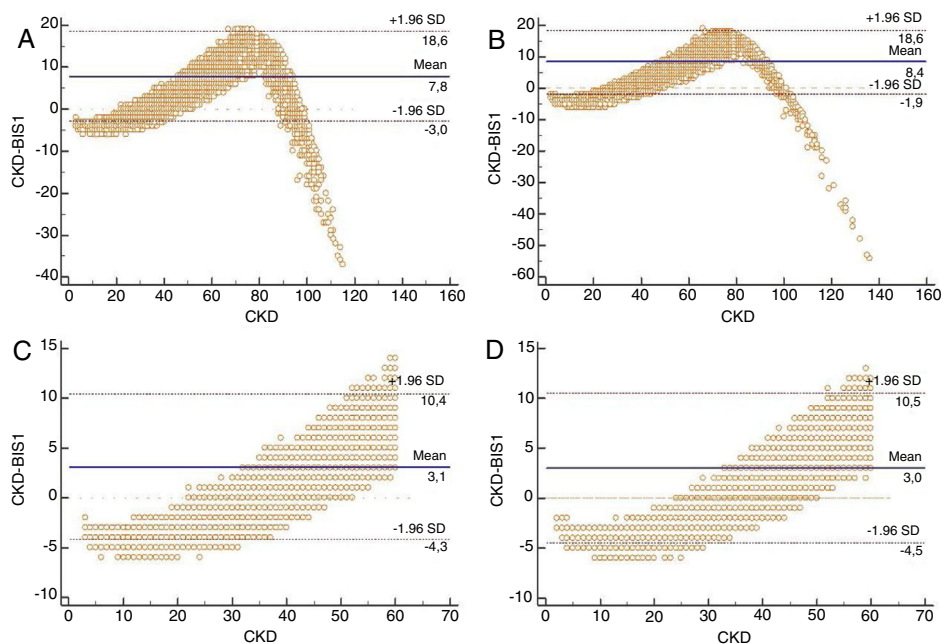 A
20
10
0
-10
-20
-30
-40
CKD-BIS1
+1.96 SD
18,6
Mean
7,8
-1.96 SD
-3,0
0 20 40 60 80 100 120 140 160
CKD
B
20
10
0
-10
-20
-30
-40
-50
-60
CKD-BIS1
+1.96 SD
18,6
Mean
8,4
-1.96 SD
-1,9
0 20 40 60 80 100 120 140 160
CKD
C
15
10
5
0
-5
-10
CKD-BIS1
+1.96 SD
10,4
Mean
3,1
-1.96 SD
-4,3
0 10 20 30 40 50 60 70
CKD
D
15
10
5
0
-5
-10
CKD-BIS1
+1.96 SD
10,5
Mean
3,0
-1.96 SD
-4,5
0 10 20 30 40 50 60 70
CKD